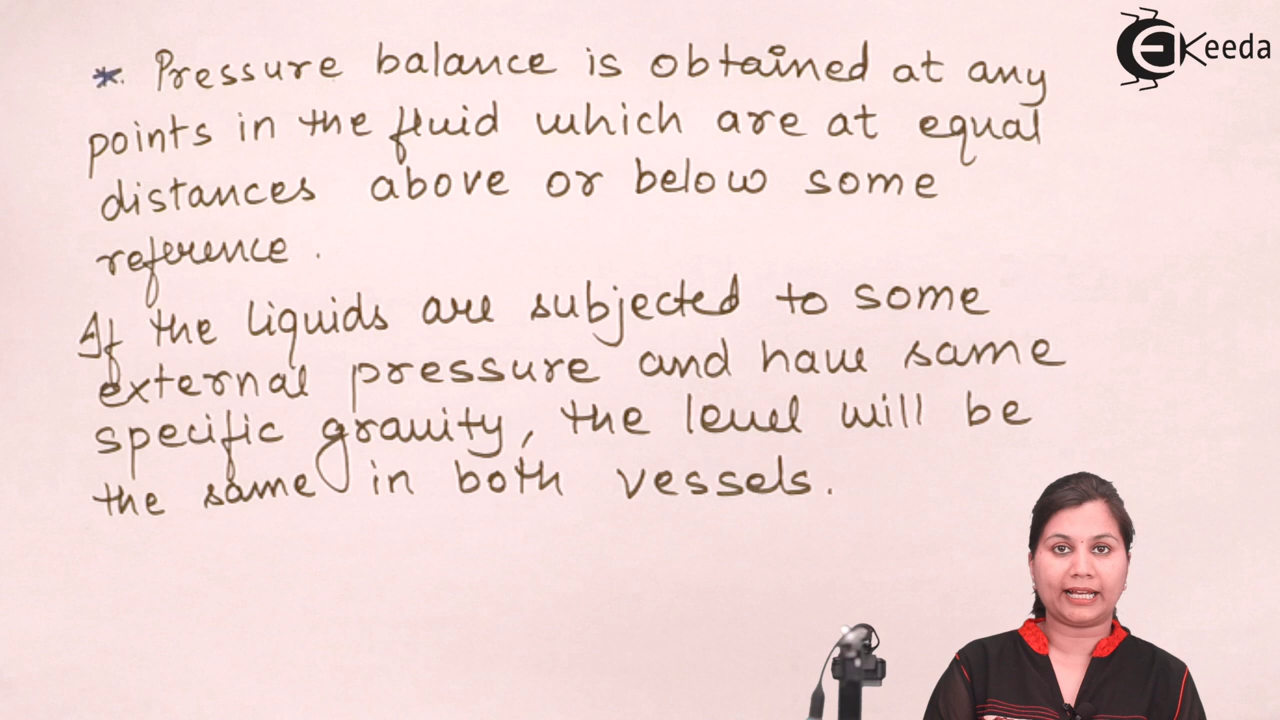 Keeda
* Pressure balance is obtained at any
points in the fluid which are at equal
distances above or below some
reference.
If the liquids are subjected to some
external pressure and have same
specific gravity, the level will be
the same in both vessels.